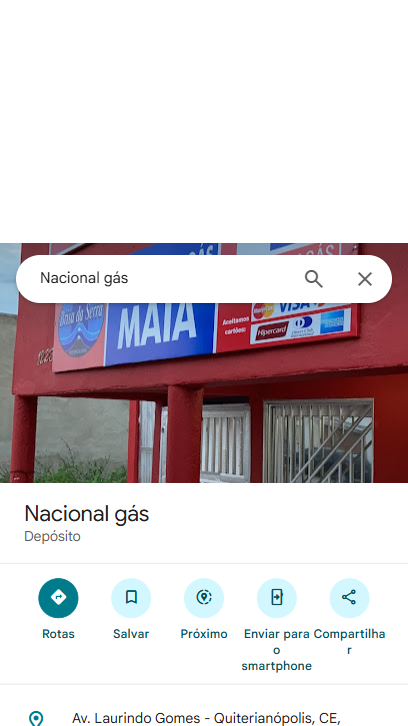 Nacional gás
Brisa da Serra
MAIA
Aceitamos
cartões:
MasterCard
VISA
Hipercard
Nacional gás
Depósito
Rotas
Salvar
Próximo
Enviar para
o
smartphone
Compartilha
r
Av. Laurindo Gomes - Quiterianópolis, CE,